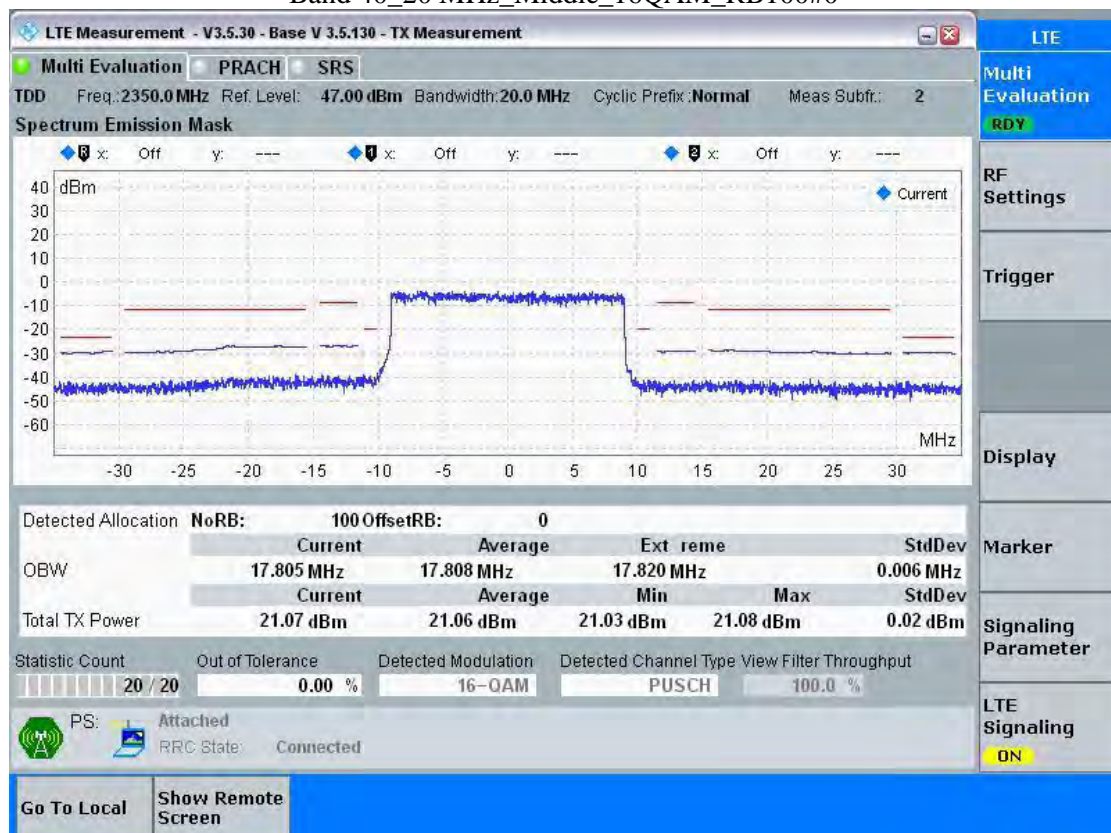 LTE Measurement - V3.5.30 - Base V 3.5.130 - TX Measurement
LTE
Multi Evaluation PRACH SRS
Multi Evaluation
RDY
TDD Freq.:2350.0 MHz Ref. Level: 47.00 dBm Bandwidth:20.0 MHz Cyclic Prefix :Normal Meas Subfr.: 2
Spectrum Emission Mask
R x: Off y: --- 1 x: Off y: --- 2 x: Off y: ---
dBm
Current
40
30
20
10
0
-10
-20
-30
-40
-50
-60
MHz
-30 -25 -20 -15 -10 -5 0 5 10 15 20 25 30
RF Settings
Trigger
Display
Marker
Signaling Parameter
LTE Signaling
ON
Detected Allocation NoRB: 100 OffsetRB: 0
Current Average Ext reme StdDev
OBW 17.805 MHz 17.808 MHz 17.820 MHz 0.006 MHz
Current Average Min Max StdDev
Total TX Power 21.07 dBm 21.06 dBm 21.03 dBm 21.08 dBm 0.02 dBm
Statistic Count Out of Tolerance Detected Modulation Detected Channel Type View Filter Throughput
20 / 20 0.00 % 16-QAM PUSCH 100.0 %
PS: Attached
RRC State: Connected
Go To Local
Show Remote Screen